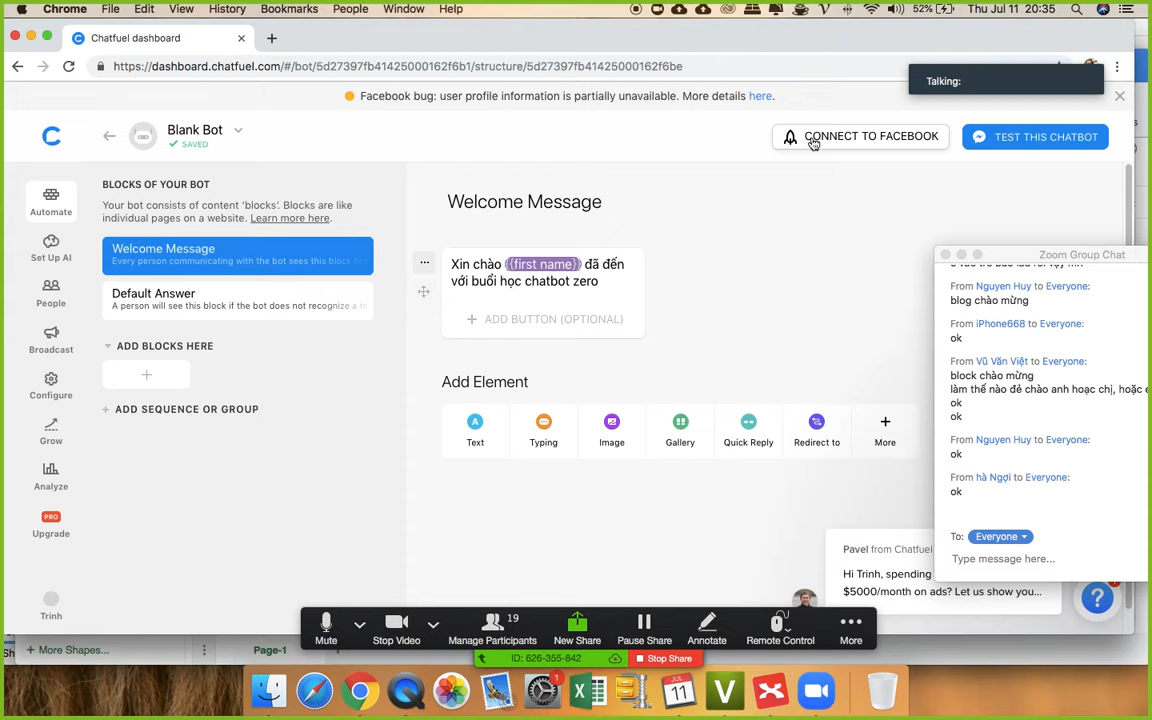 Chrome File Edit View History Bookmarks People Window Help
52% Thu Jul 11 20:35
Chatfuel dashboard
https://dashboard.chatfuel.com/#/bot/5d27397fb41425000162f6b1/structure/5d27397fb41425000162f6be
Talking:
Facebook bug: user profile information is partially unavailable. More details here.
Blank Bot
SAVED
CONNECT TO FACEBOOK
TEST THIS CHATBOT
Automate
Set Up AI
People
Broadcast
Configure
Grow
Analyze
PRO
Upgrade
Trinh
BLOCKS OF YOUR BOT
Your bot consists of content 'blocks'. Blocks are
like individual pages on a website. Learn more here.
Welcome Message
Every person communicating with the bot sees this block
Default Answer
A person will see this block if the bot does not recognize a
ADD BLOCKS HERE
ADD SEQUENCE OR GROUP
Welcome Message
Xin chào {{first name}} đã đến
với buổi học chatbot zero
ADD BUTTON (OPTIONAL)
Add Element
Text
Typing
Image
Gallery
Quick Reply
Redirect to
More
Zoom Group Chat
From Nguyen Huy to Everyone:
blog chào mừng
From iPhone668 to Everyone:
ok
From Vũ Văn Việt to Everyone:
block chào mừng
làm thế nào đẻ chào anh hoạc chị, hoặc
ok
ok
From Nguyen Huy to Everyone:
ok
From hà Ngợi to Everyone:
ok
To: Everyone
Type message here...
Pavel from Chatfuel
Hi Trinh, spending
$5000/month on ads? Let us show you...
Mute
Stop Video
19
Manage Participants
New Share
Pause Share
Annotate
Remote Control
More
ID: 626-355-842
Stop Share
+ More Shapes...
Page-1
1
JUL
11